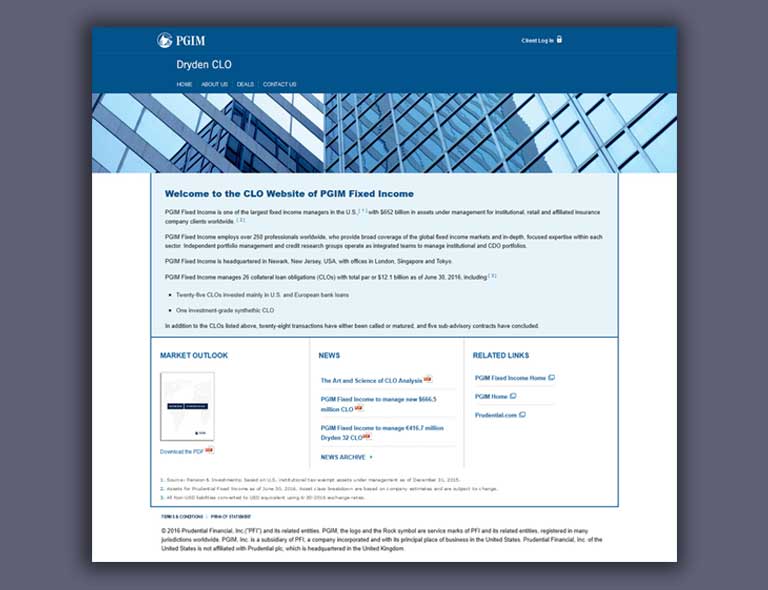 PGIM
Client Log In
Dryden CLO
HOME ABOUT US DEALS CONTACT US
Welcome to the CLO Website of PGIM Fixed Income
PGIM Fixed Income is one of the largest fixed income managers in the U.S.,[1] with $652 billion in assets under management for institutional, retail and affiliated insurance
company clients worldwide. [2]
PGIM Fixed Income employs over 250 professionals worldwide, who provide broad coverage of the global fixed income markets and in-depth, focused expertise within each
sector. Independent portfolio management and credit research groups operate as integrated teams to manage institutional and CDO portfolios.
PGIM Fixed Income is headquartered in Newark, New Jersey, USA, with offices in London, Singapore and Tokyo.
PGIM Fixed Income manages 26 collateral loan obligations (CLOs) with total par or $12.1 billion as of June 30, 2016, including:[3]
• Twenty-five CLOs invested mainly in U.S. and European bank loans
• One investment-grade synthethic CLO
In addition to the CLOs listed above, twenty-eight transactions have either been called or matured, and five sub-advisory contracts have concluded.
MARKET OUTLOOK
Download the PDF
NEWS
The Art and Science of CLO Analysis
PGIM Fixed Income to manage new $666.5
million CLO
PGIM Fixed Income to manage €416.7 million
Dryden 32 CLO
NEWS ARCHIVE
RELATED LINKS
PGIM Fixed Income Home
PGIM Home
Prudential.com
1. Source: Pension & Investments; based on U.S. institutional tax-exempt assets under management as of December 31, 2015.
2. Assets for Prudential Fixed Income as of June 30, 2016. Asset class breakdown are based on company estimates and are subject to change.
3. All Non-USD liabilities converted to USD equivalent using 6-30-2016 exchange rates.
TERMS & CONDITIONS | PRIVACY STATEMENT
© 2016 Prudential Financial, Inc.("PFI") and its related entities. PGIM, the logo and the Rock symbol are service marks of PFI and its related entities, registered in many
jurisdictions worldwide. PGIM, Inc. is a subsidiary of PFI, a company incorporated and with its principal place of business in the United States. Prudential Financial, Inc. of the
United States is not affiliated with Prudential plc, which is headquartered in the United Kingdom